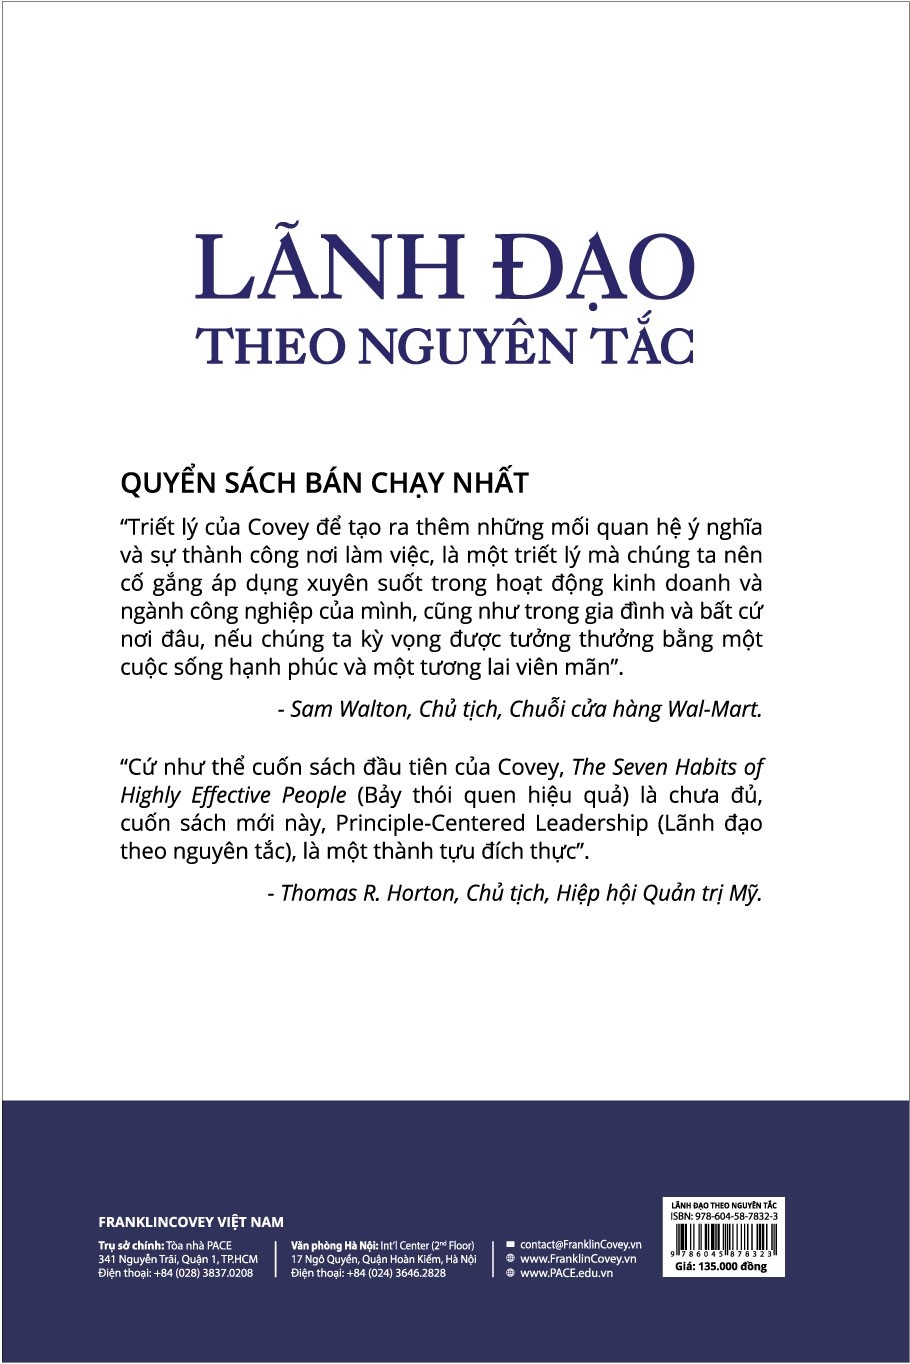 LÃNH ĐẠO
THEO NGUYÊN TẮC
QUYỂN SÁCH BÁN CHẠY NHẤT
“Triết lý của Covey để tạo ra thêm những mối quan hệ ý nghĩa
và sự thành công nơi làm việc, là một triết lý mà chúng ta nên
cố gắng áp dụng xuyên suốt trong hoạt động kinh doanh và
ngành công nghiệp của mình, cũng như trong gia đình và bất cứ
nơi đâu, nếu chúng ta kỳ vọng được tưởng thưởng bằng một
cuộc sống hạnh phúc và một tương lai viên mãn”.
- Sam Walton, Chủ tịch, Chuỗi cửa hàng Wal-Mart.
“Cứ như thể cuốn sách đầu tiên của Covey, The Seven Habits of
Highly Effective People (Bảy thói quen hiệu quả) là chưa đủ,
cuốn sách mới này, Principle-Centered Leadership (Lãnh đạo
theo nguyên tắc), là một thành tựu đích thực”.
- Thomas R. Horton, Chủ tịch, Hiệp hội Quản trị Mỹ.
FRANKLINCOVEY VIỆT NAM
Trụ sở chính: Tòa nhà PACE
341 Nguyễn Trãi, Quận 1, TP.HCM
Điện thoại: +84 (028) 3837.0208
Văn phòng Hà Nội: Int'l Center (2nd Floor)
17 Ngô Quyền, Quận Hoàn Kiếm, Hà Nội
Điện thoại: +84 (024) 3646.2828
contact@FranklinCovey.vn
www.FranklinCovey.vn
www.PACE.edu.vn
LÃNH ĐẠO THEO NGUYÊN TẮC
ISBN: 978-604-58-7832-3
9 786045 878323
Giá: 135.000 đồng